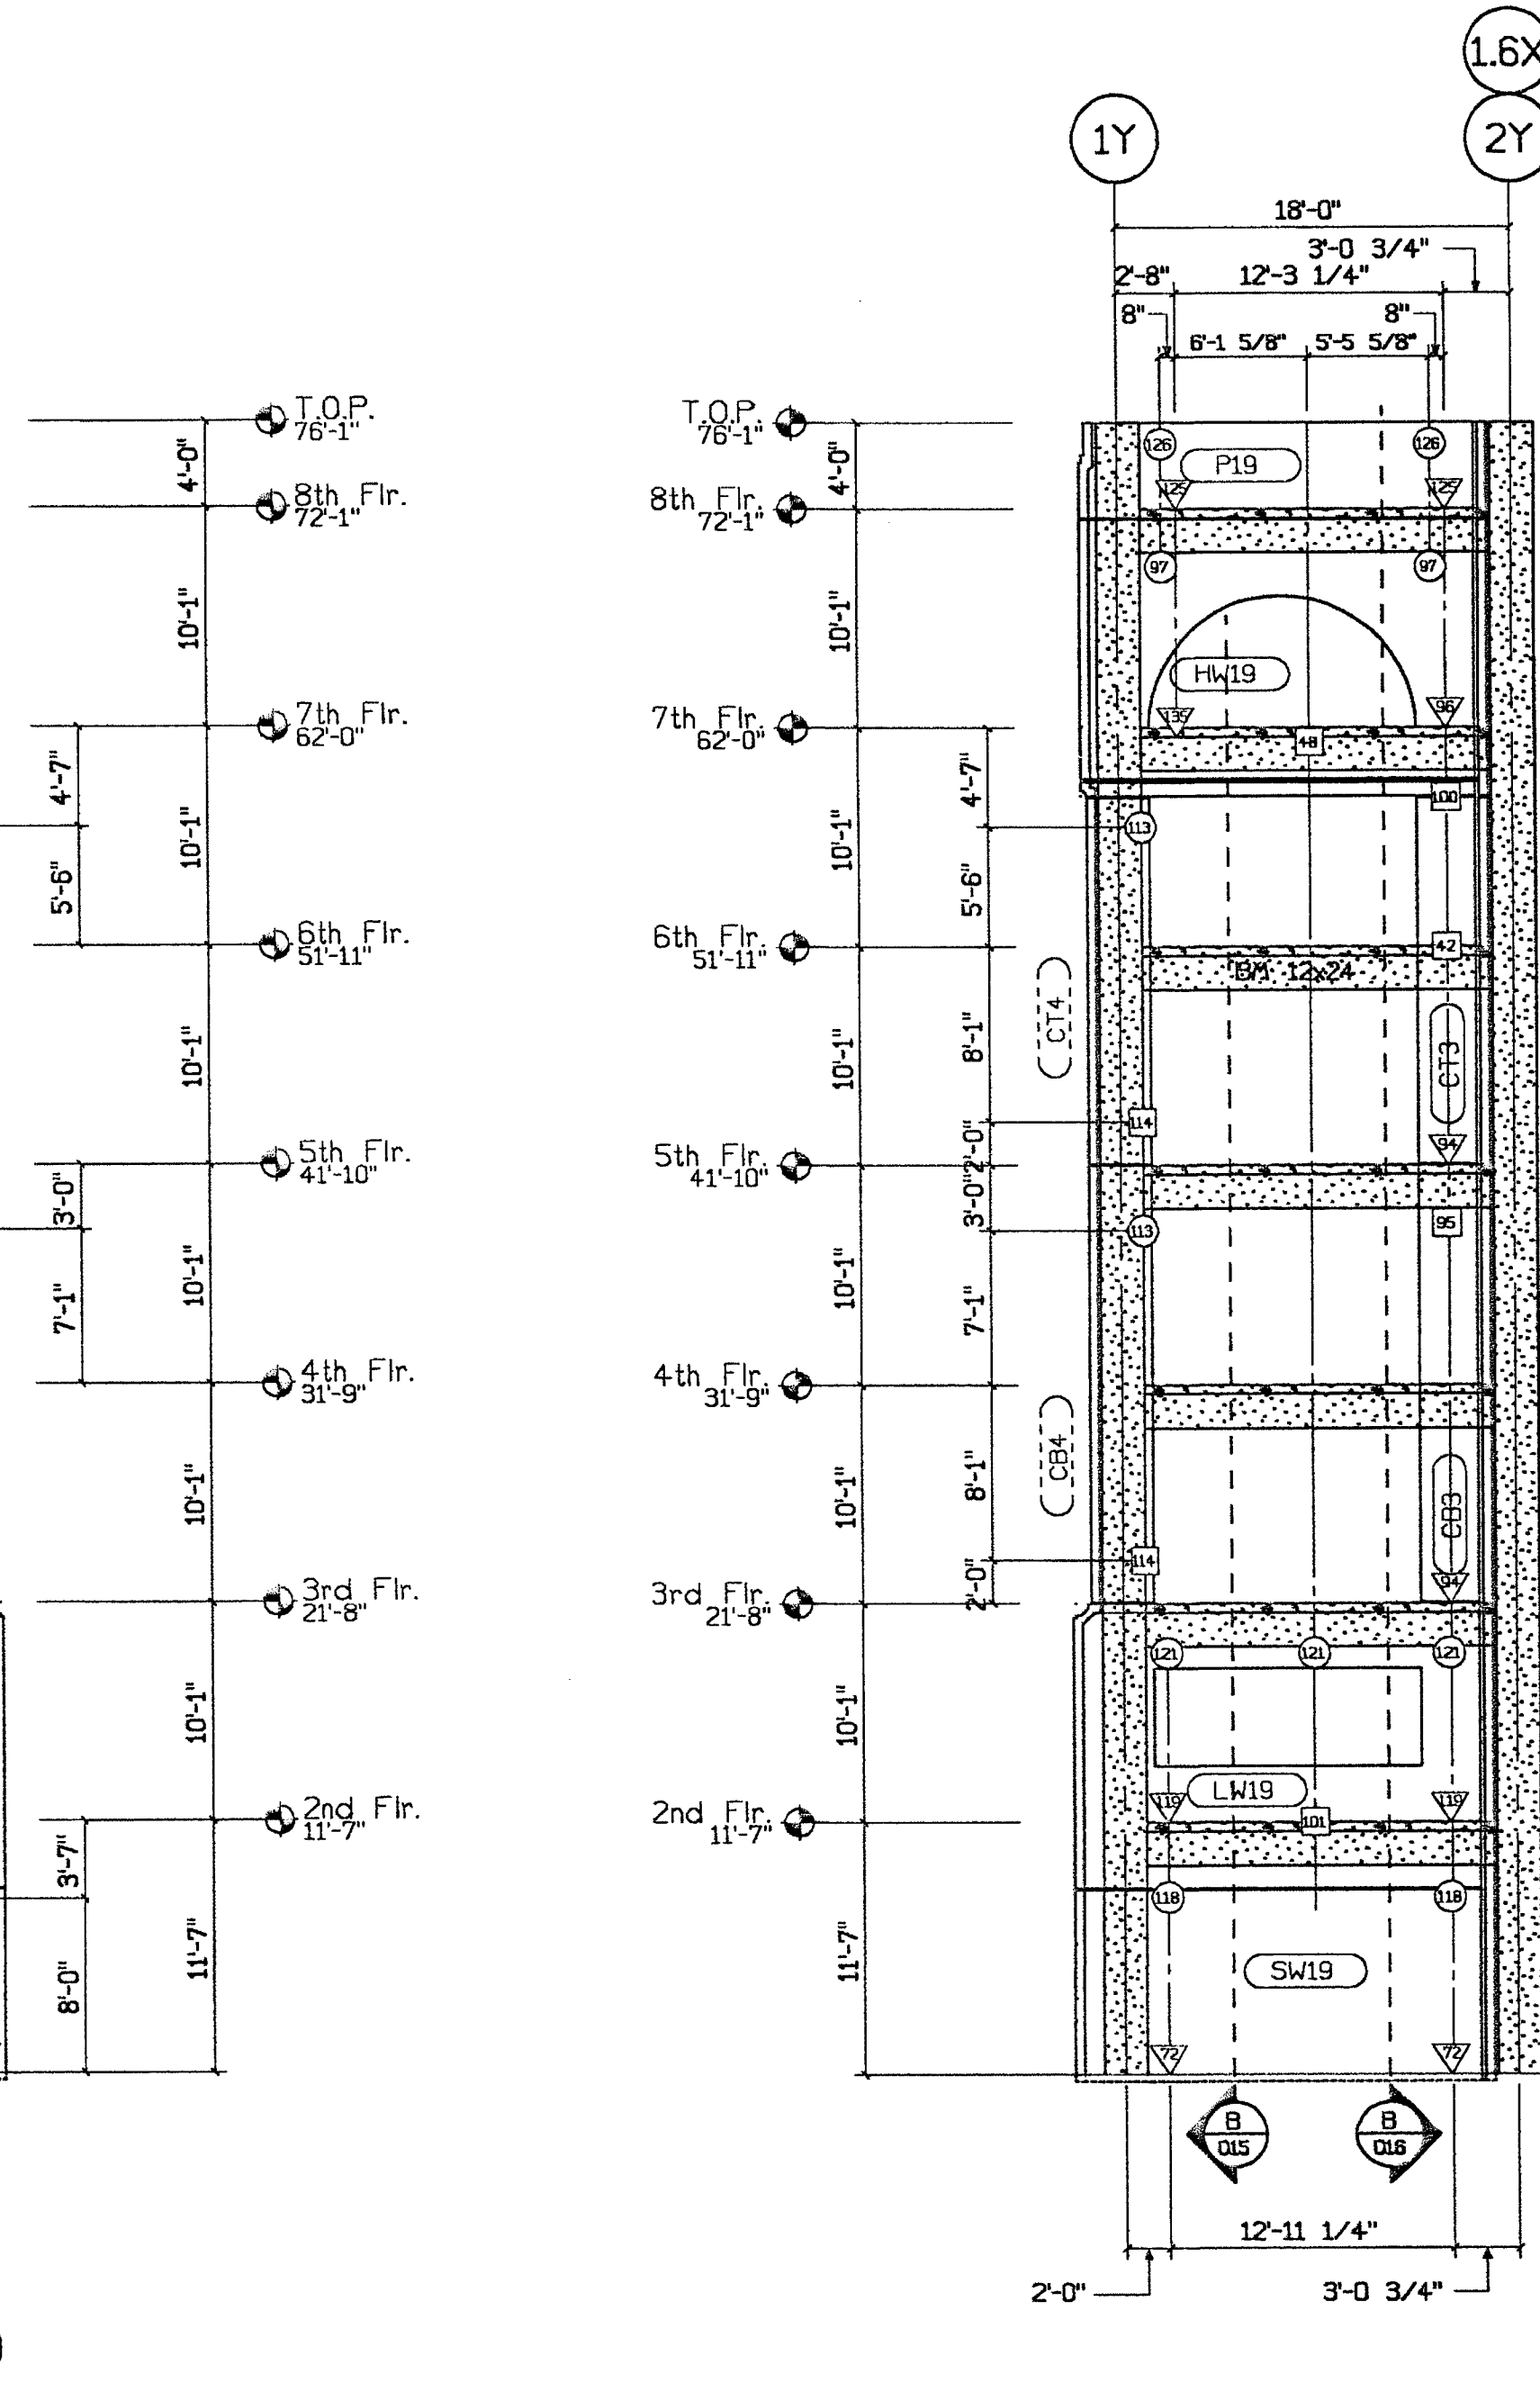 1.6X
1Y
2Y
18'-0"
3'-0 3/4"
2'-8"
12'-3 1/4"
8"
8"
6'-1 5/8"
5'-5 5/8"
T.O.P.
76'-1"
4'-0"
8th Flr.
72'-1"
10'-1"
7th Flr.
62'-0"
4'-7"
10'-1"
5'-6"
6th Flr.
51'-11"
10'-1"
5th Flr.
41'-10"
3'-0"
10'-1"
7'-1"
4th Flr.
31'-9"
10'-1"
3rd Flr.
21'-8"
10'-1"
2nd Flr.
11'-7"
3'-7"
11'-7"
8'-0"
T.O.P.
76'-1"
4'-0"
8th Flr.
72'-1"
10'-1"
7th Flr.
62'-0"
4'-7"
10'-1"
5'-6"
6th Flr.
51'-11"
8'-1"
10'-1"
2'-0"
5th Flr.
41'-10"
3'-0"
10'-1"
7'-1"
4th Flr.
31'-9"
8'-1"
10'-1"
2'-0"
3rd Flr.
21'-8"
10'-1"
2nd Flr.
11'-7"
11'-7"
126
126
P19
125
125
97
97
HW19
135
96
48
100
113
42
BM 12x24
CT4
CT3
114
94
113
95
CB4
CB3
114
94
121
121
121
LW19
119
119
101
118
118
SW19
72
72
B
D15
B
D16
12'-11 1/4"
2'-0"
3'-0 3/4"